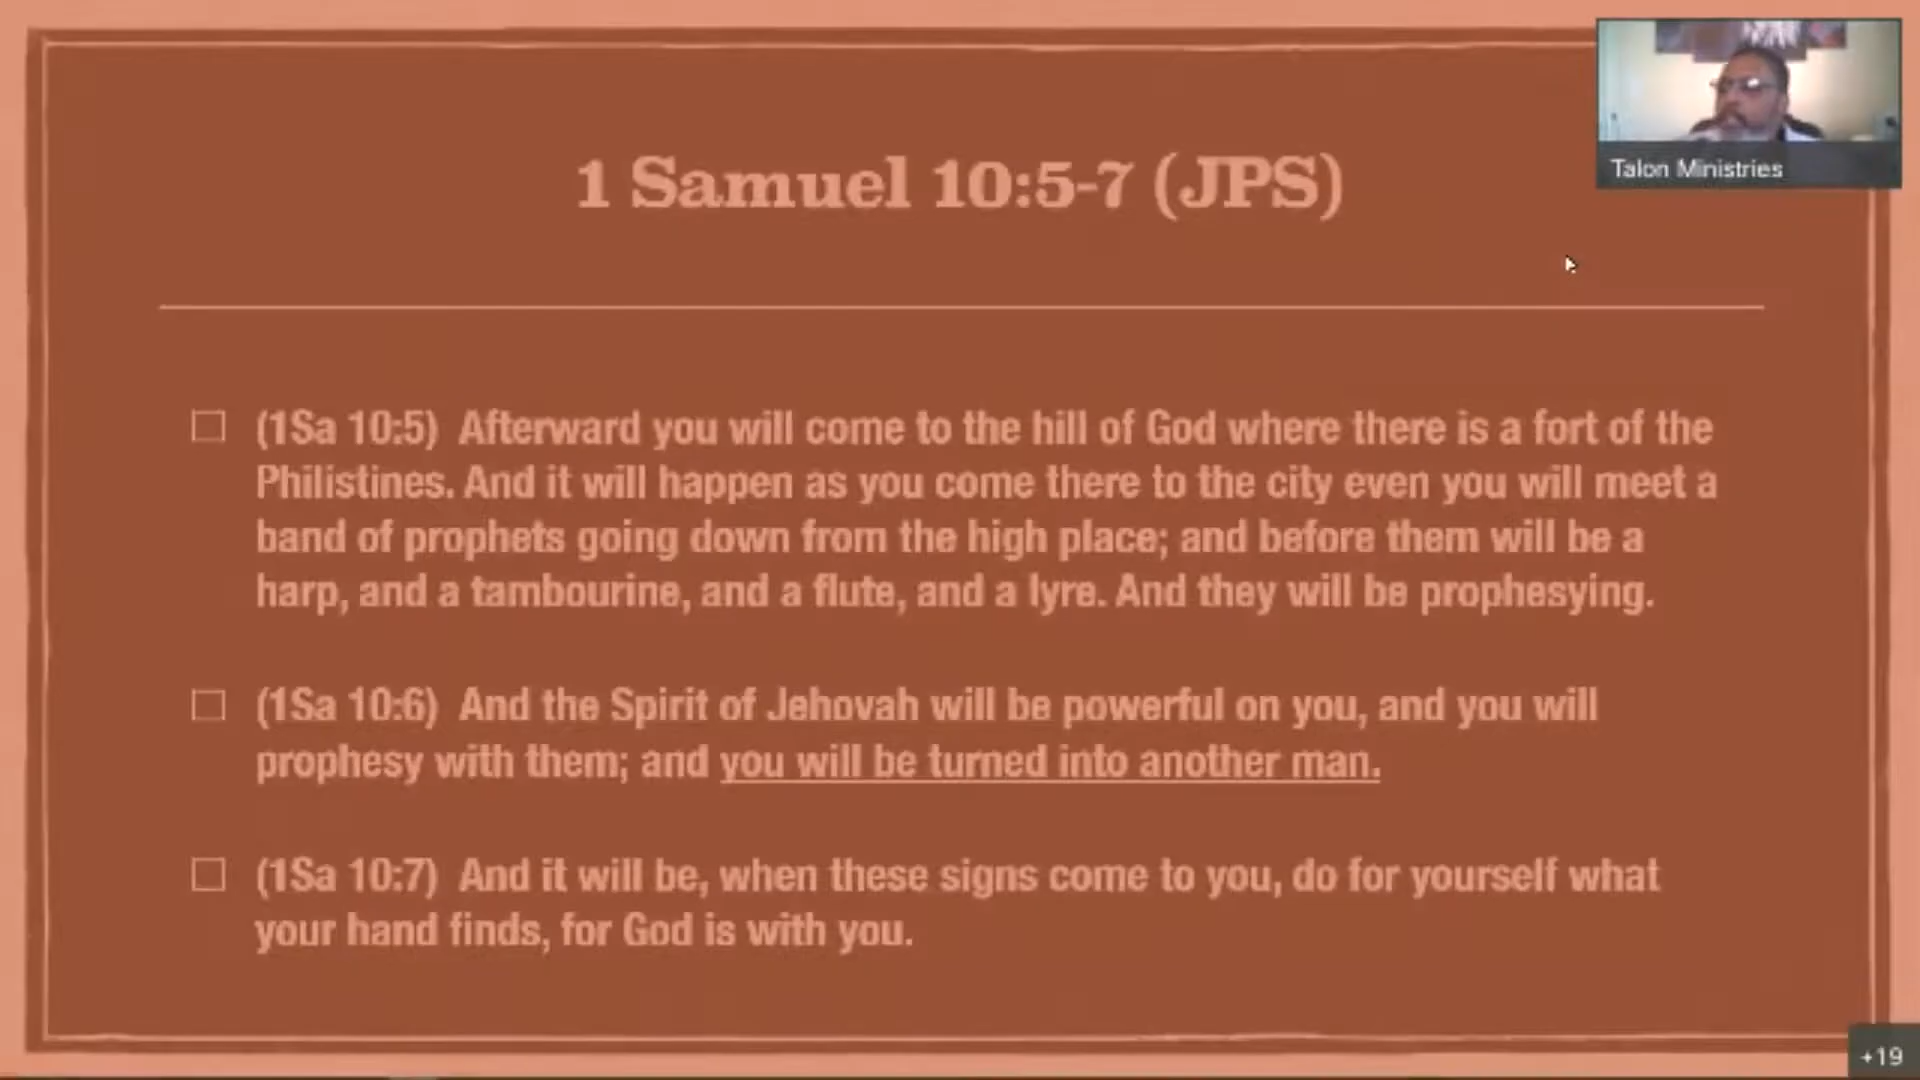 1 Samuel 10:5-7 (JPS)
Talon Ministries
(1Sa 10:5) Afterward you will come to the hill of God where there is a fort of the
Philistines. And it will happen as you come there to the city even you will meet a
band of prophets going down from the high place; and before them will be a
harp, and a tambourine, and a flute, and a lyre. And they will be prophesying.
(1Sa 10:6) And the Spirit of Jehovah will be powerful on you, and you will
prophesy with them; and you will be turned into another man.
(1Sa 10:7) And it will be, when these signs come to you, do for yourself what
your hand finds, for God is with you.
+19